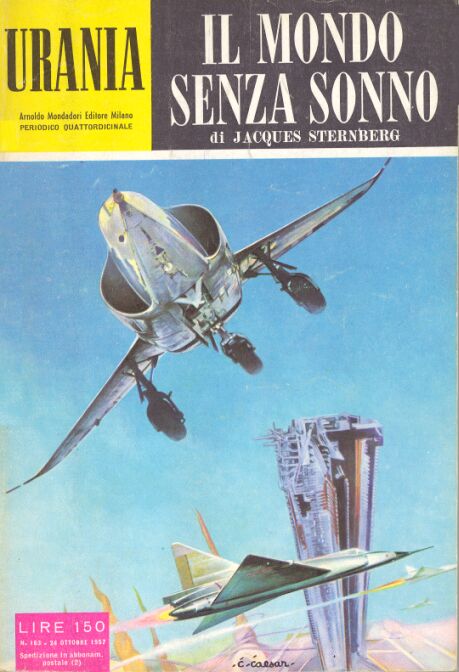 URANIA
Arnoldo Mondadori Editore Milano
PERIODICO QUATTORDICINALE
IL MONDO
SENZA SONNO
di JACQUES STERNBERG
LIRE 150
N. 163 - 24 OTTOBRE 1957
Spedizione in abbonam.
postale (2)
c. caesar